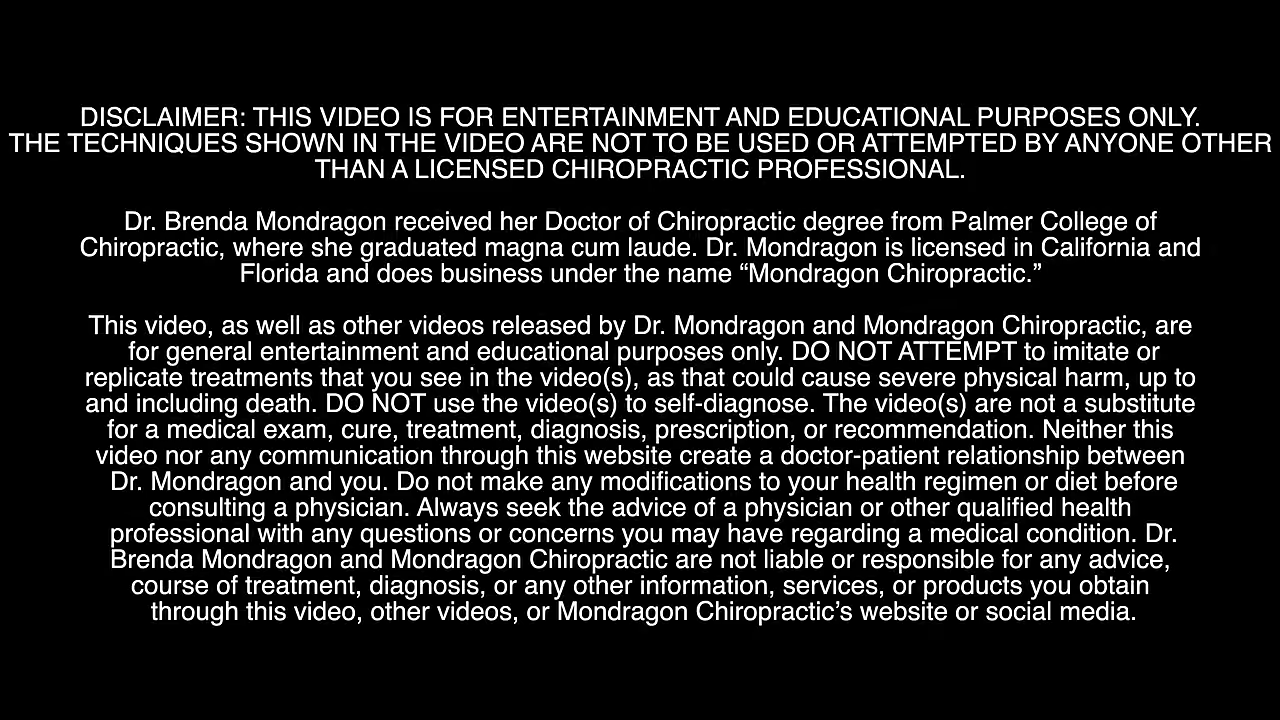 DISCLAIMER: THIS VIDEO IS FOR ENTERTAINMENT AND EDUCATIONAL PURPOSES ONLY.
THE TECHNIQUES SHOWN IN THE VIDEO ARE NOT TO BE USED OR ATTEMPTED BY ANYONE OTHER
THAN A LICENSED CHIROPRACTIC PROFESSIONAL.
Dr. Brenda Mondragon received her Doctor of Chiropractic degree from Palmer College of
Chiropractic, where she graduated magna cum laude. Dr. Mondragon is licensed in California and
Florida and does business under the name “Mondragon Chiropractic.”
This video, as well as other videos released by Dr. Mondragon and Mondragon Chiropractic, are
for general entertainment and educational purposes only. DO NOT ATTEMPT to imitate or
replicate treatments that you see in the video(s), as that could cause severe physical harm, up to
and including death. DO NOT use the video(s) to self-diagnose. The video(s) are not a substitute
for a medical exam, cure, treatment, diagnosis, prescription, or recommendation. Neither this
video nor any communication through this website create a doctor-patient relationship between
Dr. Mondragon and you. Do not make any modifications to your health regimen or diet before
consulting a physician. Always seek the advice of a physician or other qualified health
professional with any questions or concerns you may have regarding a medical condition. Dr.
Brenda Mondragon and Mondragon Chiropractic are not liable or responsible for any advice,
course of treatment, diagnosis, or any other information, services, or products you obtain
through this video, other videos, or Mondragon Chiropractic’s website or social media.